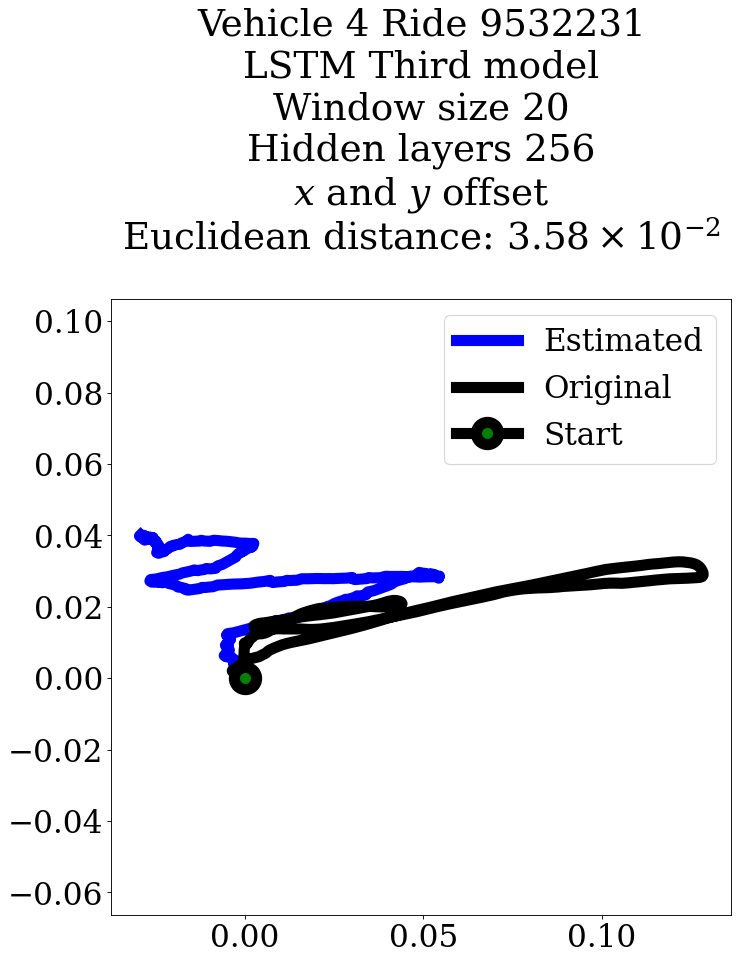 Vehicle 4 Ride 9532231
LSTM Third model
Window size 20
Hidden layers 256
x and y offset
Euclidean distance: 3.58 × 10⁻²
Estimated
Original
Start
0.10
0.08
0.06
0.04
0.02
0.00
−0.02
−0.04
−0.06
0.00 0.05 0.10